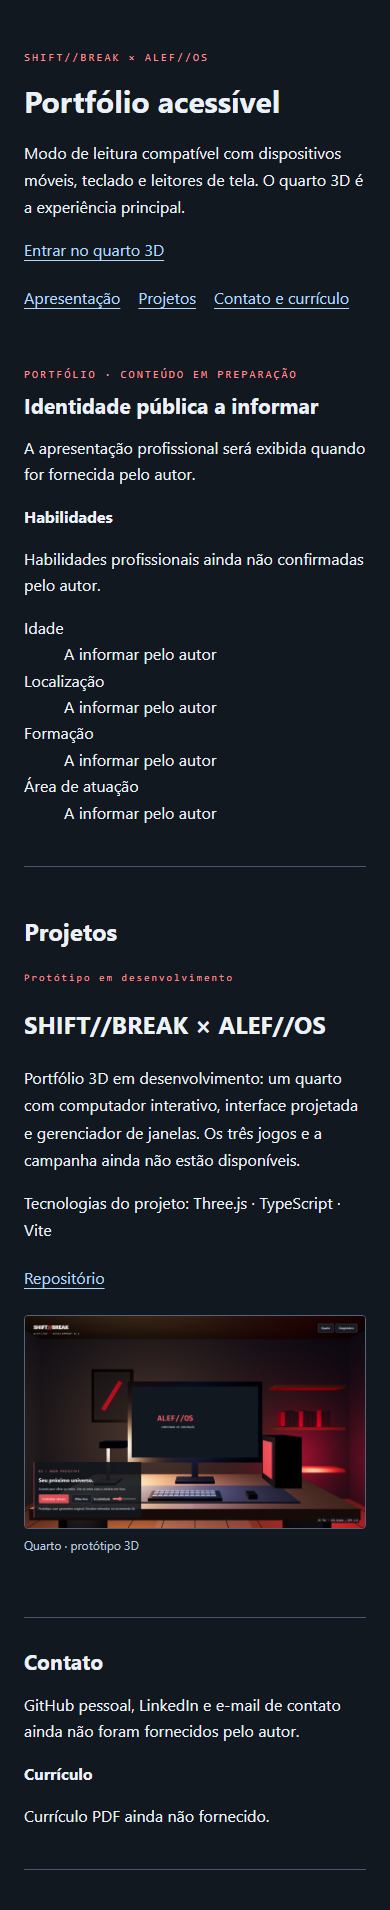 SHIFT//BREAK × ALEF//OS
Portfólio acessível
Modo de leitura compatível com dispositivos
móveis, teclado e leitores de tela. O quarto 3D é
a experiência principal.
Entrar no quarto 3D
Apresentação Projetos Contato e currículo
PORTFÓLIO · CONTEÚDO EM PREPARAÇÃO
Identidade pública a informar
A apresentação profissional será exibida quando
for fornecida pelo autor.
Habilidades
Habilidades profissionais ainda não confirmadas
pelo autor.
Idade
A informar pelo autor
Localização
A informar pelo autor
Formação
A informar pelo autor
Área de atuação
A informar pelo autor
Projetos
Protótipo em desenvolvimento
SHIFT//BREAK × ALEF//OS
Portfólio 3D em desenvolvimento: um quarto
com computador interativo, interface projetada
e gerenciador de janelas. Os três jogos e a
campanha ainda não estão disponíveis.
Tecnologias do projeto: Three.js · TypeScript ·
Vite
Repositório
SHIFT//BREAK
ALEF//OS
Seu próximo universo.
Quarto · protótipo 3D
Contato
GitHub pessoal, LinkedIn e e-mail de contato
ainda não foram fornecidos pelo autor.
Currículo
Currículo PDF ainda não fornecido.